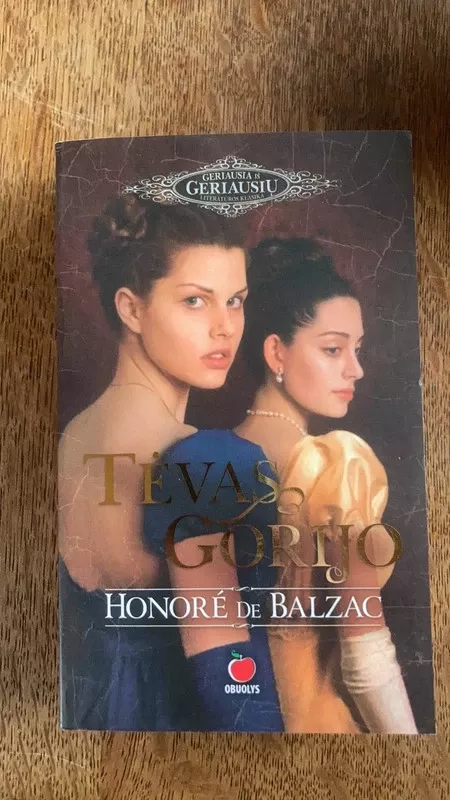 GERIAUSIA IŠ
GERIAUSIŲ
LITERATŪROS KLASIKA
TĖVAS
GORIJO
HONORÉ DE BALZAC
OBUOLYS